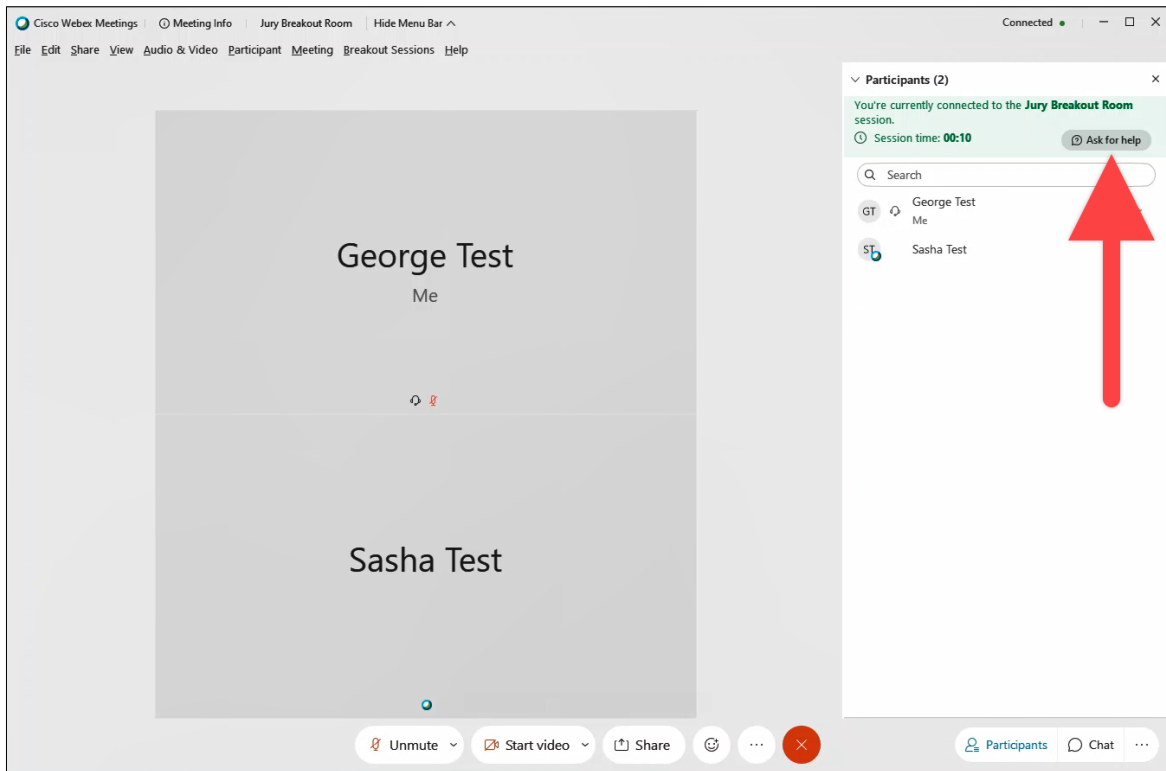 Cisco Webex Meetings Meeting Info Jury Breakout Room Hide Menu Bar Connected
File Edit Share View Audio & Video Participant Meeting Breakout Sessions Help
Participants (2)
You're currently connected to the Jury Breakout Room
session.
Session time: 00:10 Ask for help
Search
GT George Test
Me
ST Sasha Test
George Test
Me
Sasha Test
Unmute Start video Share Participants Chat